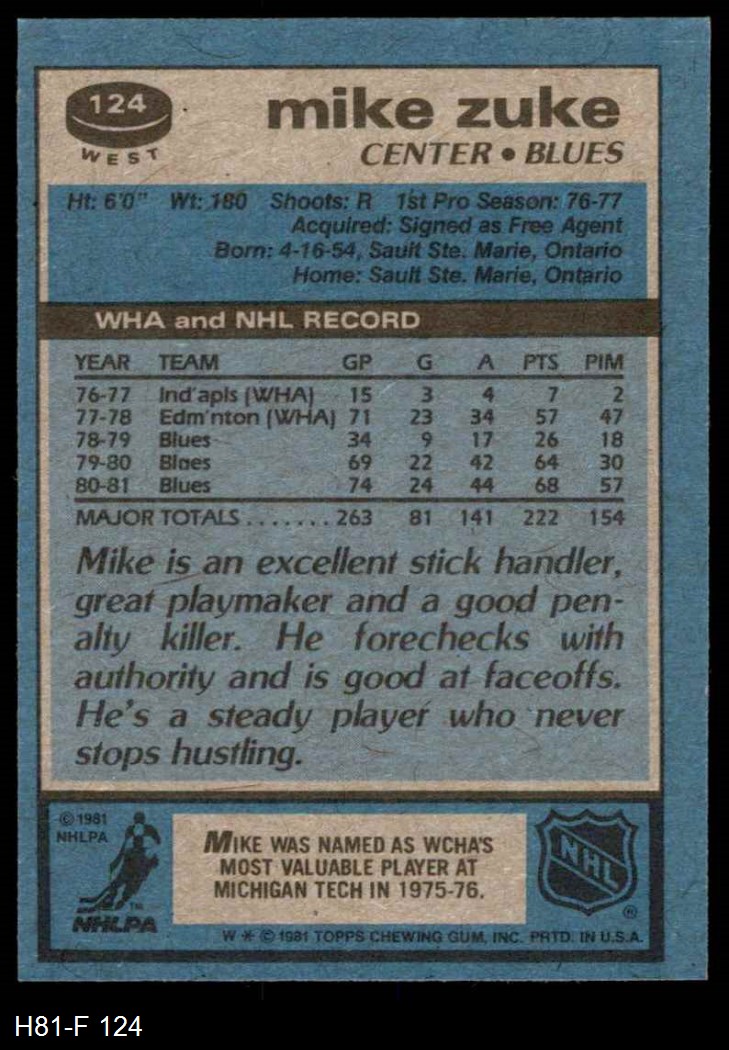 124
WEST
mike zuke
CENTER • BLUES
Ht: 6'0" Wt: 180 Shoots: R 1st Pro Season: 76-77
Acquired: Signed as Free Agent
Born: 4-16-54, Sault Ste. Marie, Ontario
Home: Sault Ste. Marie, Ontario
WHA and NHL RECORD
YEAR TEAM GP G A PTS PIM
76-77 Ind'apls (WHA) 15 3 4 7 2
77-78 Edm'nton (WHA) 71 23 34 57 47
78-79 Blues 34 9 17 26 18
79-80 Blues 69 22 42 64 30
80-81 Blues 74 24 44 68 57
MAJOR TOTALS ....... 263 81 141 222 154
Mike is an excellent stick handler,
great playmaker and a good pen-
alty killer. He forechecks with
authority and is good at faceoffs.
He's a steady player who never
stops hustling.
© 1981
NHLPA
NHLPA
TM
MIKE WAS NAMED AS WCHA'S
MOST VALUABLE PLAYER AT
MICHIGAN TECH IN 1975-76.
NHL
®
W * © 1981 TOPPS CHEWING GUM, INC. PRTD. IN U.S.A.
H81-F 124